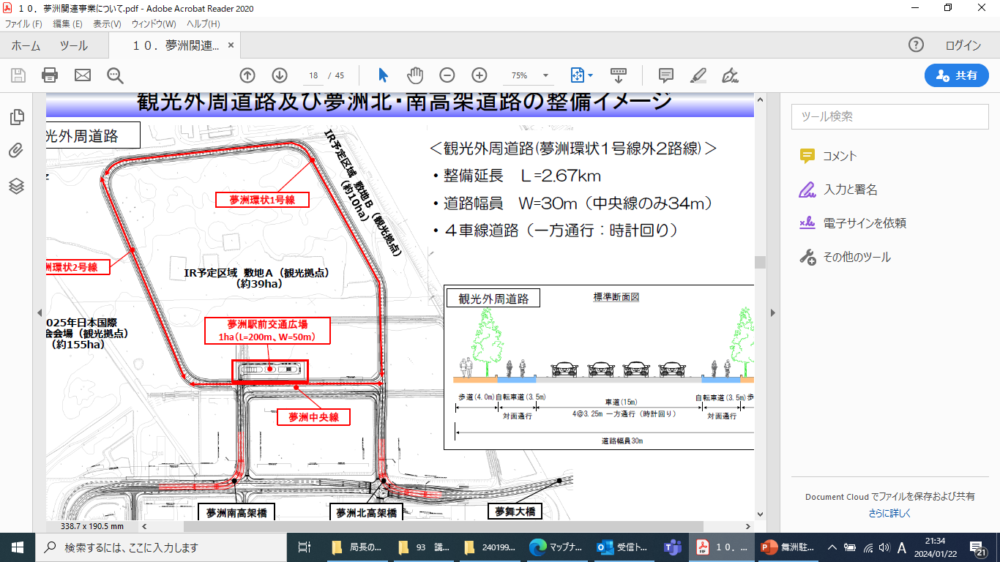 １０．夢洲関連事業について.pdf - Adobe Acrobat Reader 2020
ファイル(F) 編集(E) 表示(V) ウィンドウ(W) ヘルプ(H)
ホーム ツール １０．夢洲関連... × ログイン
18 / 45 75% 共有
観光外周道路及び夢洲北・南高架道路の整備イメージ
光外周道路
夢洲環状1号線
IR予定区域 敷地Ｂ（観光拠点）
（約10ha）
洲環状2号線
IR予定区域 敷地Ａ（観光拠点）
（約39ha）
025年日本国際
会会場（観光拠点）
（約155ha）
夢洲駅前交通広場
1ha（L=200m、W=50m）
夢洲中央線
夢洲南高架橋
夢洲北高架橋
夢舞大橋
＜観光外周道路(夢洲環状１号線外２路線)＞
・整備延長　Ｌ=2.67km
・道路幅員　W=30m（中央線のみ34m）
・４車線道路（一方通行：時計回り）
観光外周道路
標準断面図
歩道(4.0m) 自転車道(3.5m) 車道(15m) 自転車道(3.5m) 歩
対面通行 4@3.25m 一方通行（時計回り） 対面通行
道路幅員30m
338.7 x 190.5 mm
ツール検索
コメント
入力と署名
電子サインを依頼
その他のツール
Document Cloud でファイルを保存および共有
さらに詳しく
検索するには、ここに入力します
局長の...
93　議...
240199...
マップナ...
受信ト...
１０．...
舞洲駐...
A
21:34
2024/01/22
21